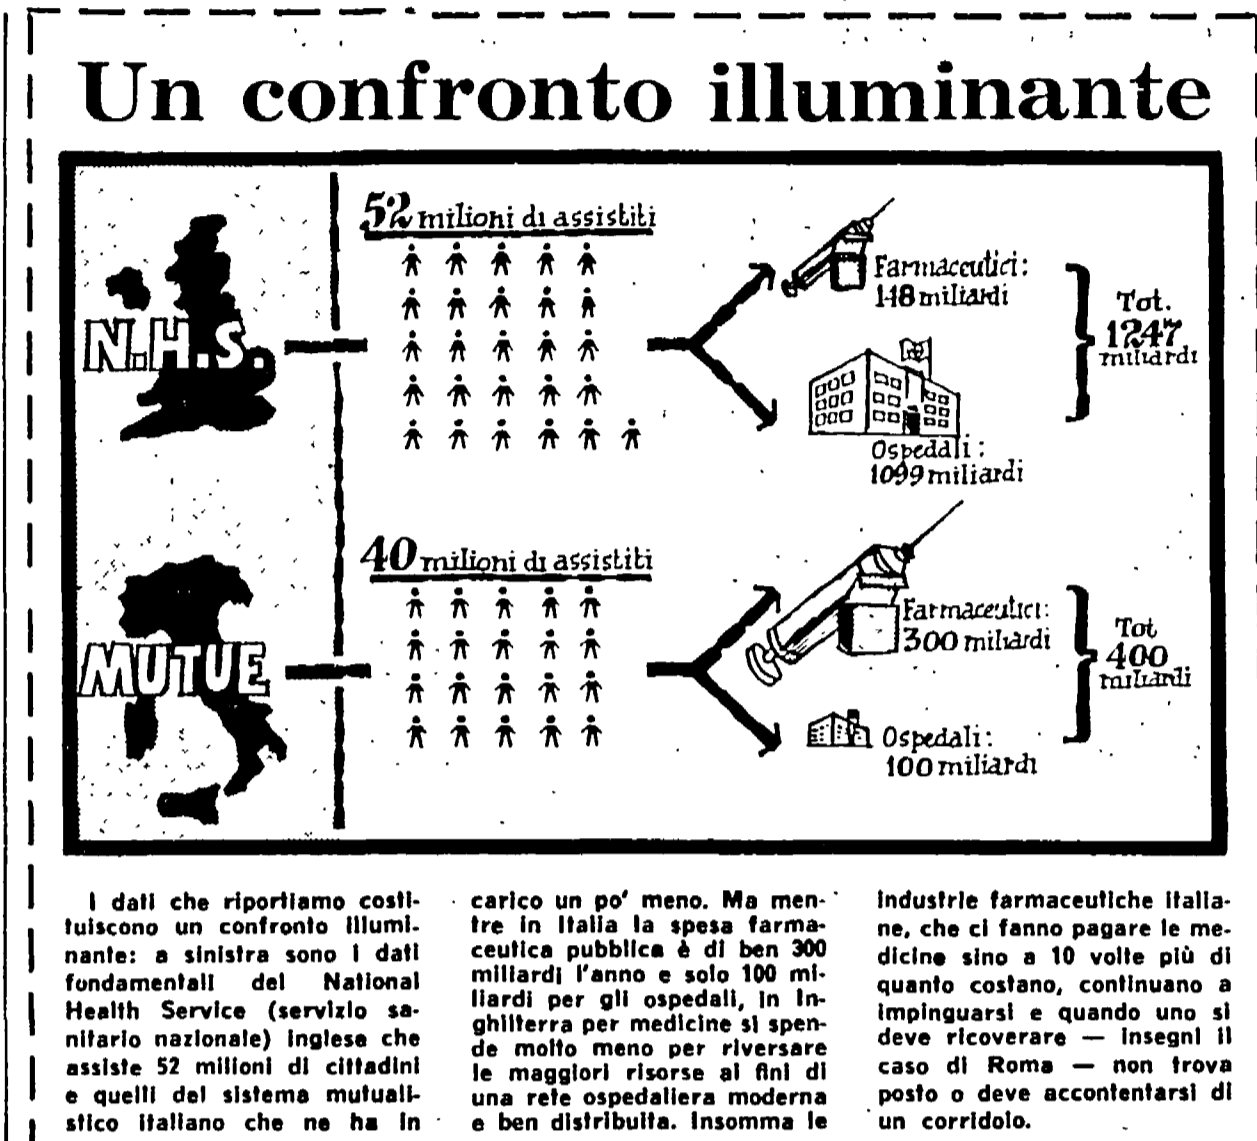 Un confronto illuminante
N.H.S.
52 milioni di assistiti
Farmaceutici:
148 miliardi
Ospedali:
1099 miliardi
Tot.
1247
miliardi
MUTUE
40 milioni di assistiti
Farmaceutici:
300 miliardi
Ospedali:
100 miliardi
Tot
400
miliardi
I dati che riportiamo costi-
tuiscono un confronto illumi-
nante: a sinistra sono i dati
fondamentali del National
Health Service (servizio sa-
nitario nazionale) inglese che
assiste 52 milioni di cittadini
e quelli del sistema mutuali-
stico italiano che ne ha in
carico un po' meno. Ma men-
tre in Italia la spesa farma-
ceutica pubblica è di ben 300
miliardi l'anno e solo 100 mi-
liardi per gli ospedali, in In-
ghilterra per medicine si spen-
de molto meno per riversare
le maggiori risorse ai fini di
una rete ospedaliera moderna
e ben distribuita. Insomma le
industrie farmaceutiche italia-
ne, che ci fanno pagare le me-
dicine sino a 10 volte più di
quanto costano, continuano a
impinguarsi e quando uno si
deve ricoverare — insegni il
caso di Roma — non trova
posto o deve accontentarsi di
un corridoio.